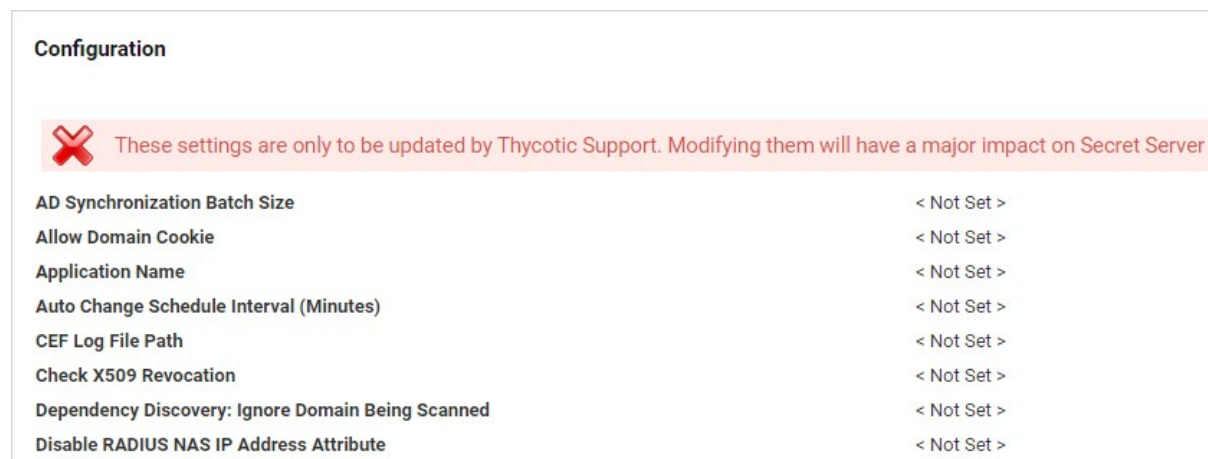 Configuration
These settings are only to be updated by Thycotic Support. Modifying them will have a major impact on Secret Server
AD Synchronization Batch Size < Not Set >
Allow Domain Cookie < Not Set >
Application Name < Not Set >
Auto Change Schedule Interval (Minutes) < Not Set >
CEF Log File Path < Not Set >
Check X509 Revocation < Not Set >
Dependency Discovery: Ignore Domain Being Scanned < Not Set >
Disable RADIUS NAS IP Address Attribute < Not Set >